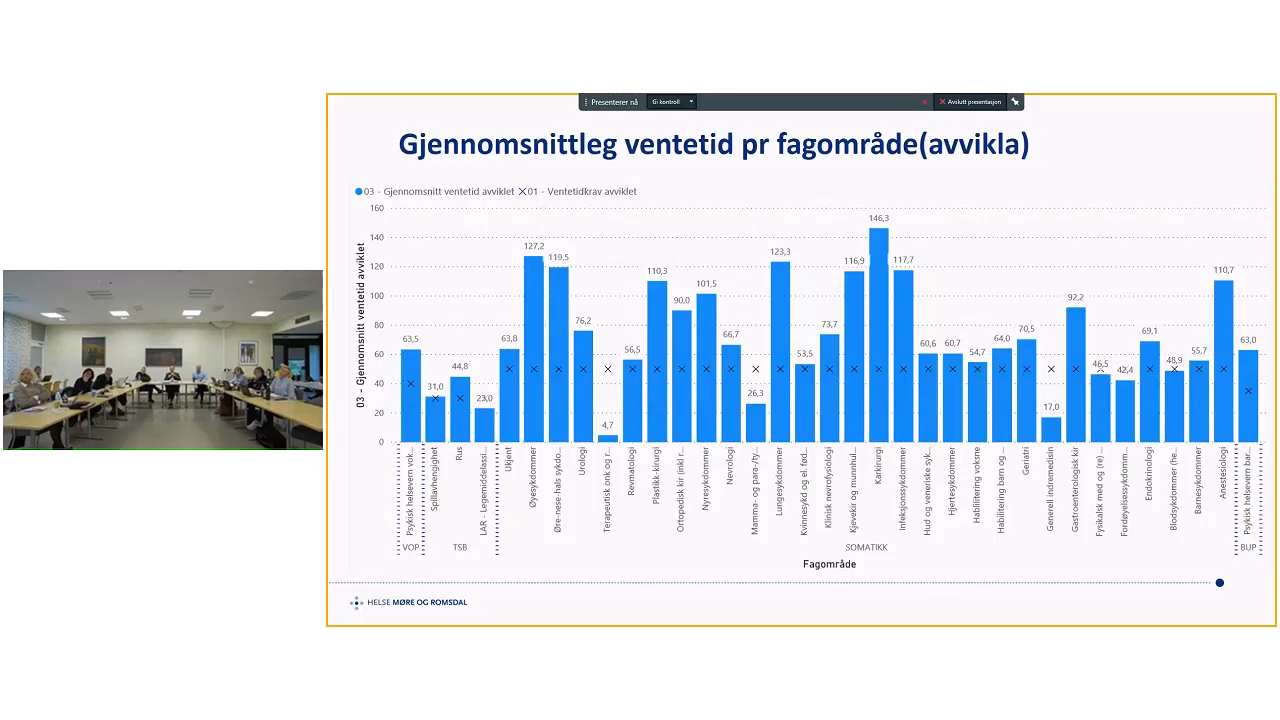 Presenterer nå
Gi kontroll
Avslutt presentasjon
Gjennomsnittleg ventetid pr fagområde(avvikla)
03 - Gjennomsnitt ventetid avviklet 01 - Ventetidkrav avviklet
03 - Gjennomsnitt ventetid avviklet
160
140
120
100
80
60
40
20
0
63,5
31,0
44,8
23,0
63,8
127,2
119,5
76,2
4,7
56,5
110,3
90,0
101,5
66,7
26,3
123,3
53,5
73,7
116,9
146,3
117,7
60,6
60,7
54,7
64,0
70,5
17,0
92,2
46,5
42,4
69,1
48,9
55,7
110,7
63,0
Psykisk helsevern vok...
Spillavhengighet
Rus
LAR - Legemiddelassi...
Ukjent
Øyesykdommer
Øre-nese-hals sykdo...
Urologi
Terapeutisk onk og r...
Revmatologi
Plastikk-kirurgi
Ortopedisk kir (inkl r...
Nyresykdommer
Nevrologi
Mamma- og para-/ty...
Lungesykdommer
Kvinnesykd og el. fød...
Klinisk nevrofysiologi
Kjevekir og munnhul...
Karkirurgi
Infeksjonssykdommer
Hud og veneriske syk...
Hjertesykdommer
Habilitering voksne
Habilitering barn og ...
Geriatri
Generell indremedisin
Gastroenterologisk kir
Fysikalsk med og (re) ...
Fordøyelsessykdomm...
Endokrinologi
Blodsykdommer (he...
Barnesykdommer
Anestesiologi
Psykisk helsevern bar...
VOP
TSB
SOMATIKK
BUP
Fagområde
HELSE MØRE OG ROMSDAL